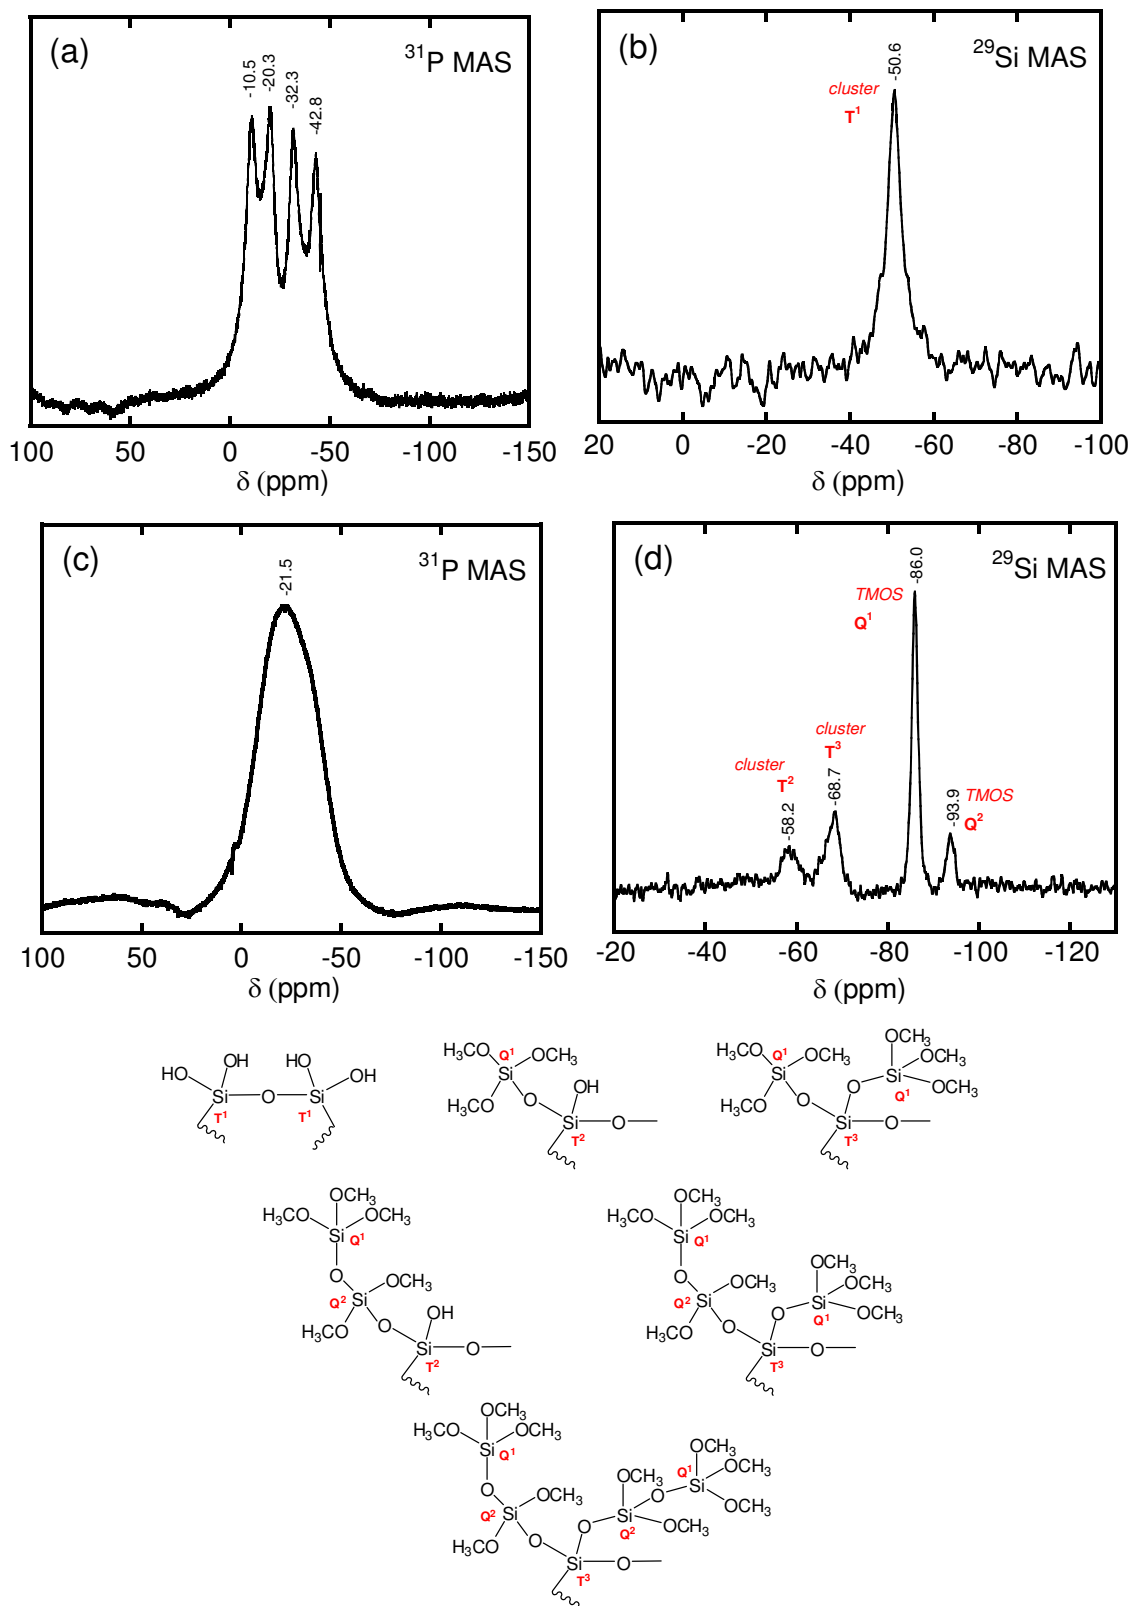 (a)
³¹P MAS
-10.5
-20.3
-32.3
-42.8
100 50 0 -50 -100 -150
δ (ppm)
(b)
²⁹Si MAS
-50.6
cluster
T¹
20 0 -20 -40 -60 -80 -100
δ (ppm)
(c)
³¹P MAS
-21.5
100 50 0 -50 -100 -150
δ (ppm)
(d)
²⁹Si MAS
-86.0
TMOS
Q¹
cluster
T³
-68.7
cluster
T²
-58.2
-93.9
TMOS
Q²
-20 -40 -60 -80 -100 -120
δ (ppm)
OH HO
HO OH
Si O Si
T¹ T¹
H₃CO Q¹ OCH₃
Si
H₃CO O OH
Si O
T²
OCH₃
H₃CO Q¹ OCH₃ OCH₃
Si Si
OCH₃
H₃CO O O Q¹
Si O
T³
OCH₃
H₃CO OCH₃
Si
Q¹
O OCH₃
Q² Si
H₃CO O OH
Si O
T²
OCH₃
H₃CO OCH₃
Si
Q¹
OCH₃
OCH₃
O OCH₃
Q² Si Si
OCH₃
H₃CO O O Q¹
Si O
T³
OCH₃
H₃CO OCH₃
Si
Q¹
OCH₃
Q¹ OCH₃
Si
OCH₃
O OCH₃ OCH₃ O
Q² Si Si
OCH₃
H₃CO O O Q²
Si O
T³